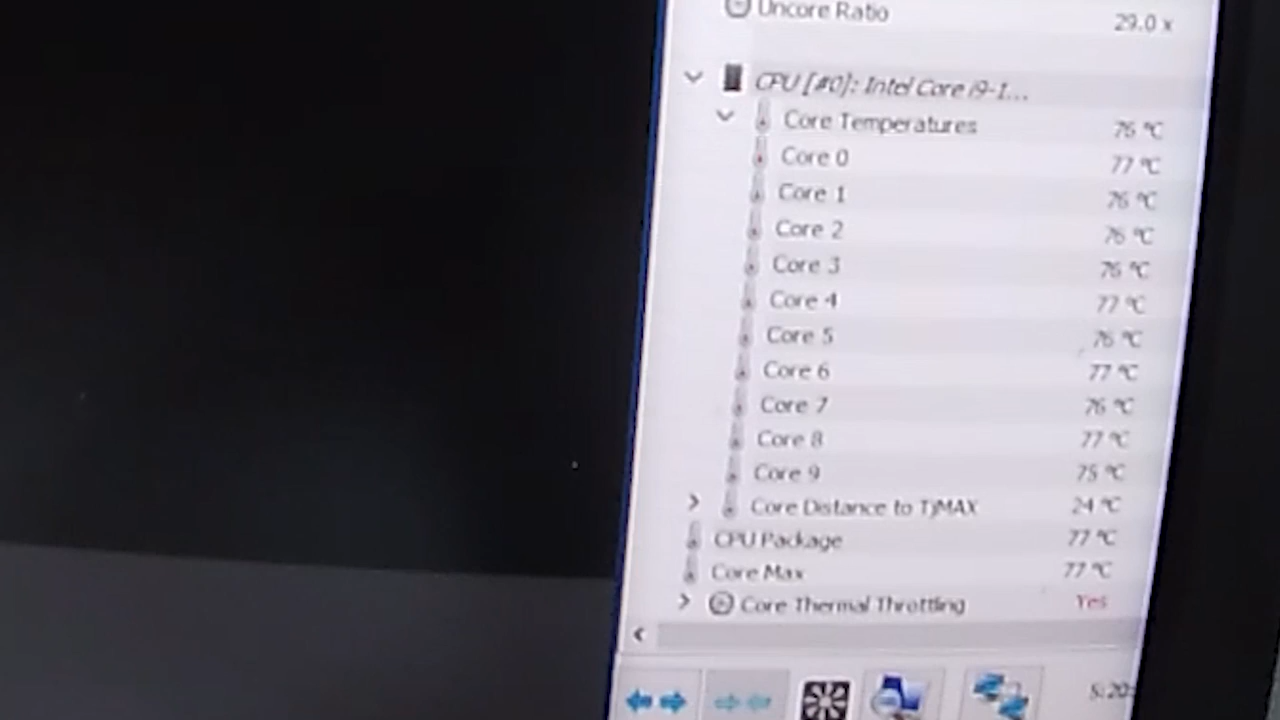 Uncore Ratio 29.0 x
CPU [#0]: Intel Core i9-1...
Core Temperatures 76 °C
Core 0 77 °C
Core 1 76 °C
Core 2 76 °C
Core 3 76 °C
Core 4 77 °C
Core 5 76 °C
Core 6 77 °C
Core 7 76 °C
Core 8 77 °C
Core 9 75 °C
Core Distance to TjMAX 24 °C
CPU Package 77 °C
Core Max 77 °C
Core Thermal Throttling Yes
5:20: